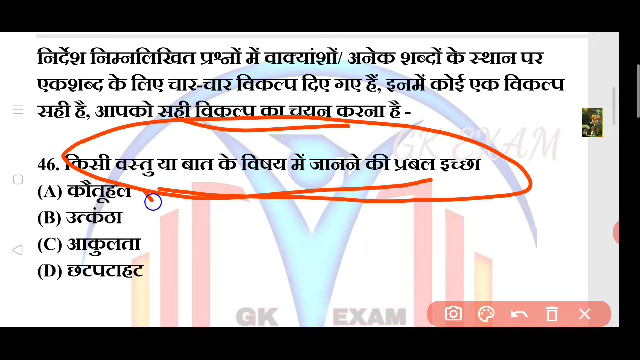 निर्देश निम्नलिखित प्रश्नों में वाक्यांशों/ अनेक शब्दों के स्थान पर
एकशब्द के लिए चार-चार विकल्प दिए गए हैं, इनमें कोई एक विकल्प
सही है, आपको सही विकल्प का चयन करना है -
GK EXAM
46. किसी वस्तु या बात के विषय में जानने की प्रबल इच्छा
(A) कौतूहल
(B) उत्कंठा
(C) आकुलता
(D) छटपटाहट
GK EXAM